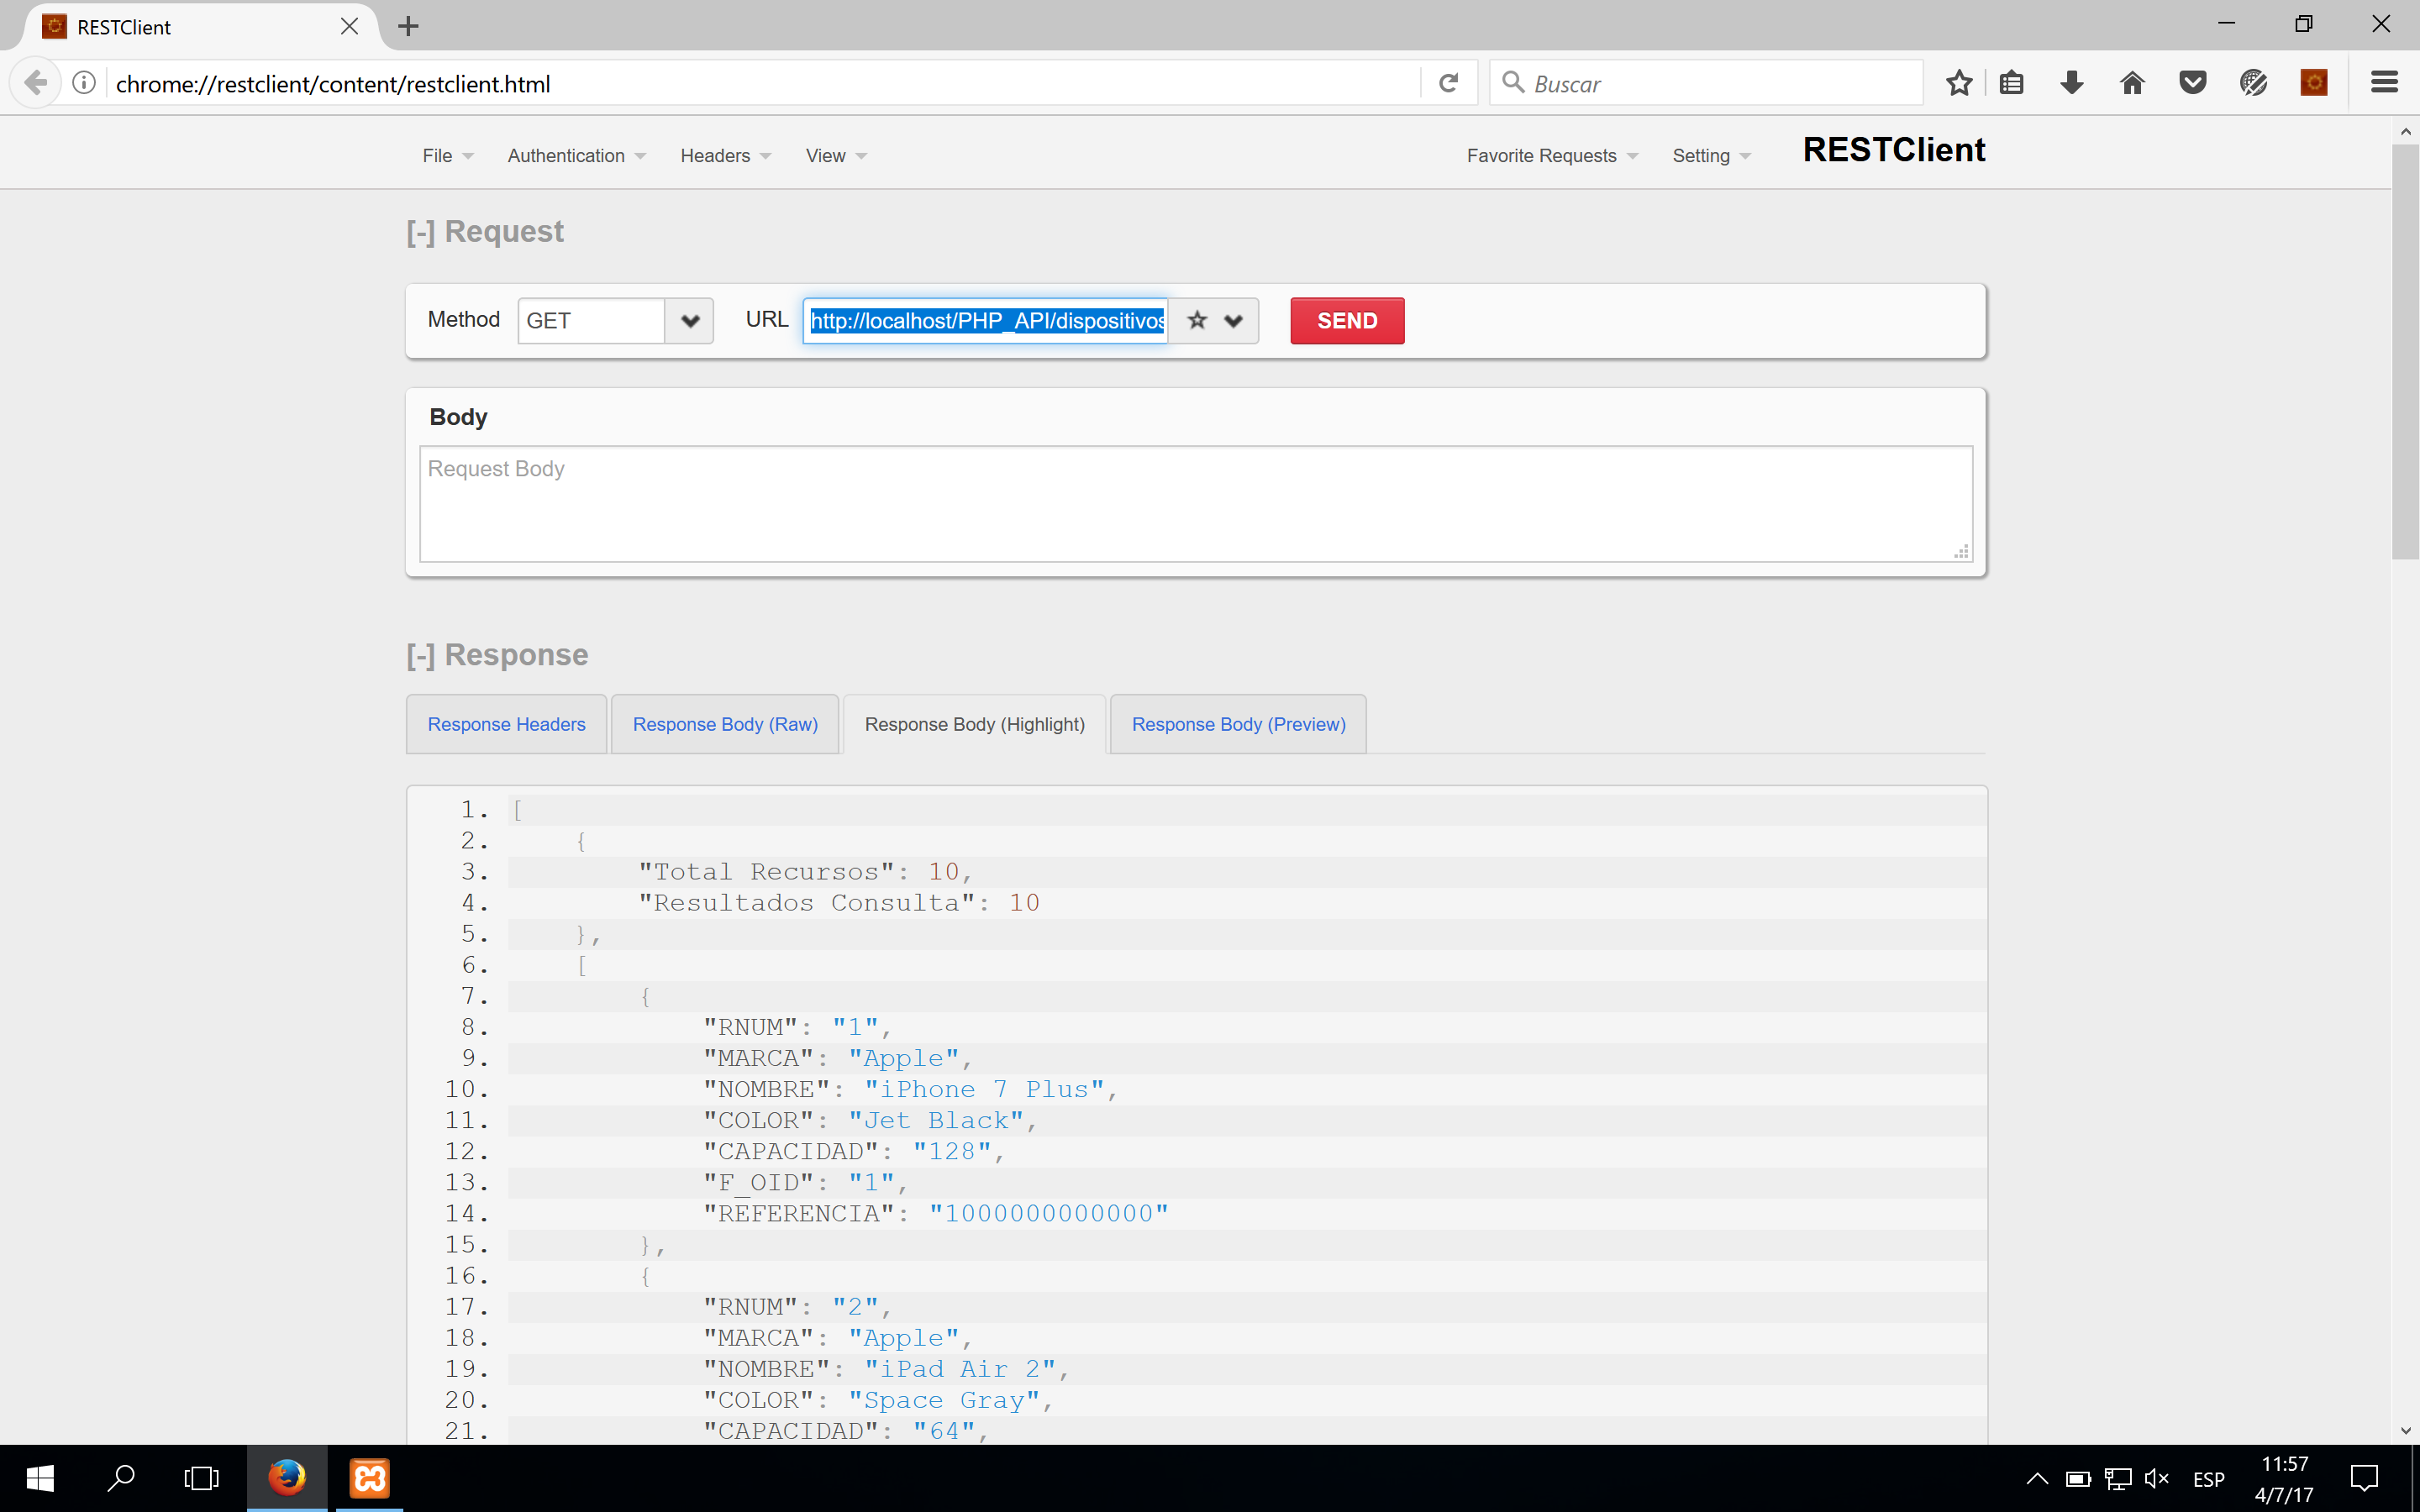 RESTClient
chrome://restclient/content/restclient.html
Buscar
File
Authentication
Headers
View
Favorite Requests
Setting
RESTClient
[-] Request
Method
GET
URL
http://localhost/PHP_API/dispositivos
SEND
Body
Request Body
[-] Response
Response Headers
Response Body (Raw)
Response Body (Highlight)
Response Body (Preview)
1. [
2. {
3. "Total Recursos": 10,
4. "Resultados Consulta": 10
5. },
6. [
7. {
8. "RNUM": "1",
9. "MARCA": "Apple",
10. "NOMBRE": "iPhone 7 Plus",
11. "COLOR": "Jet Black",
12. "CAPACIDAD": "128",
13. "F_OID": "1",
14. "REFERENCIA": "1000000000000"
15. },
16. {
17. "RNUM": "2",
18. "MARCA": "Apple",
19. "NOMBRE": "iPad Air 2",
20. "COLOR": "Space Gray",
21. "CAPACIDAD": "64",
ESP
11:57
4/7/17